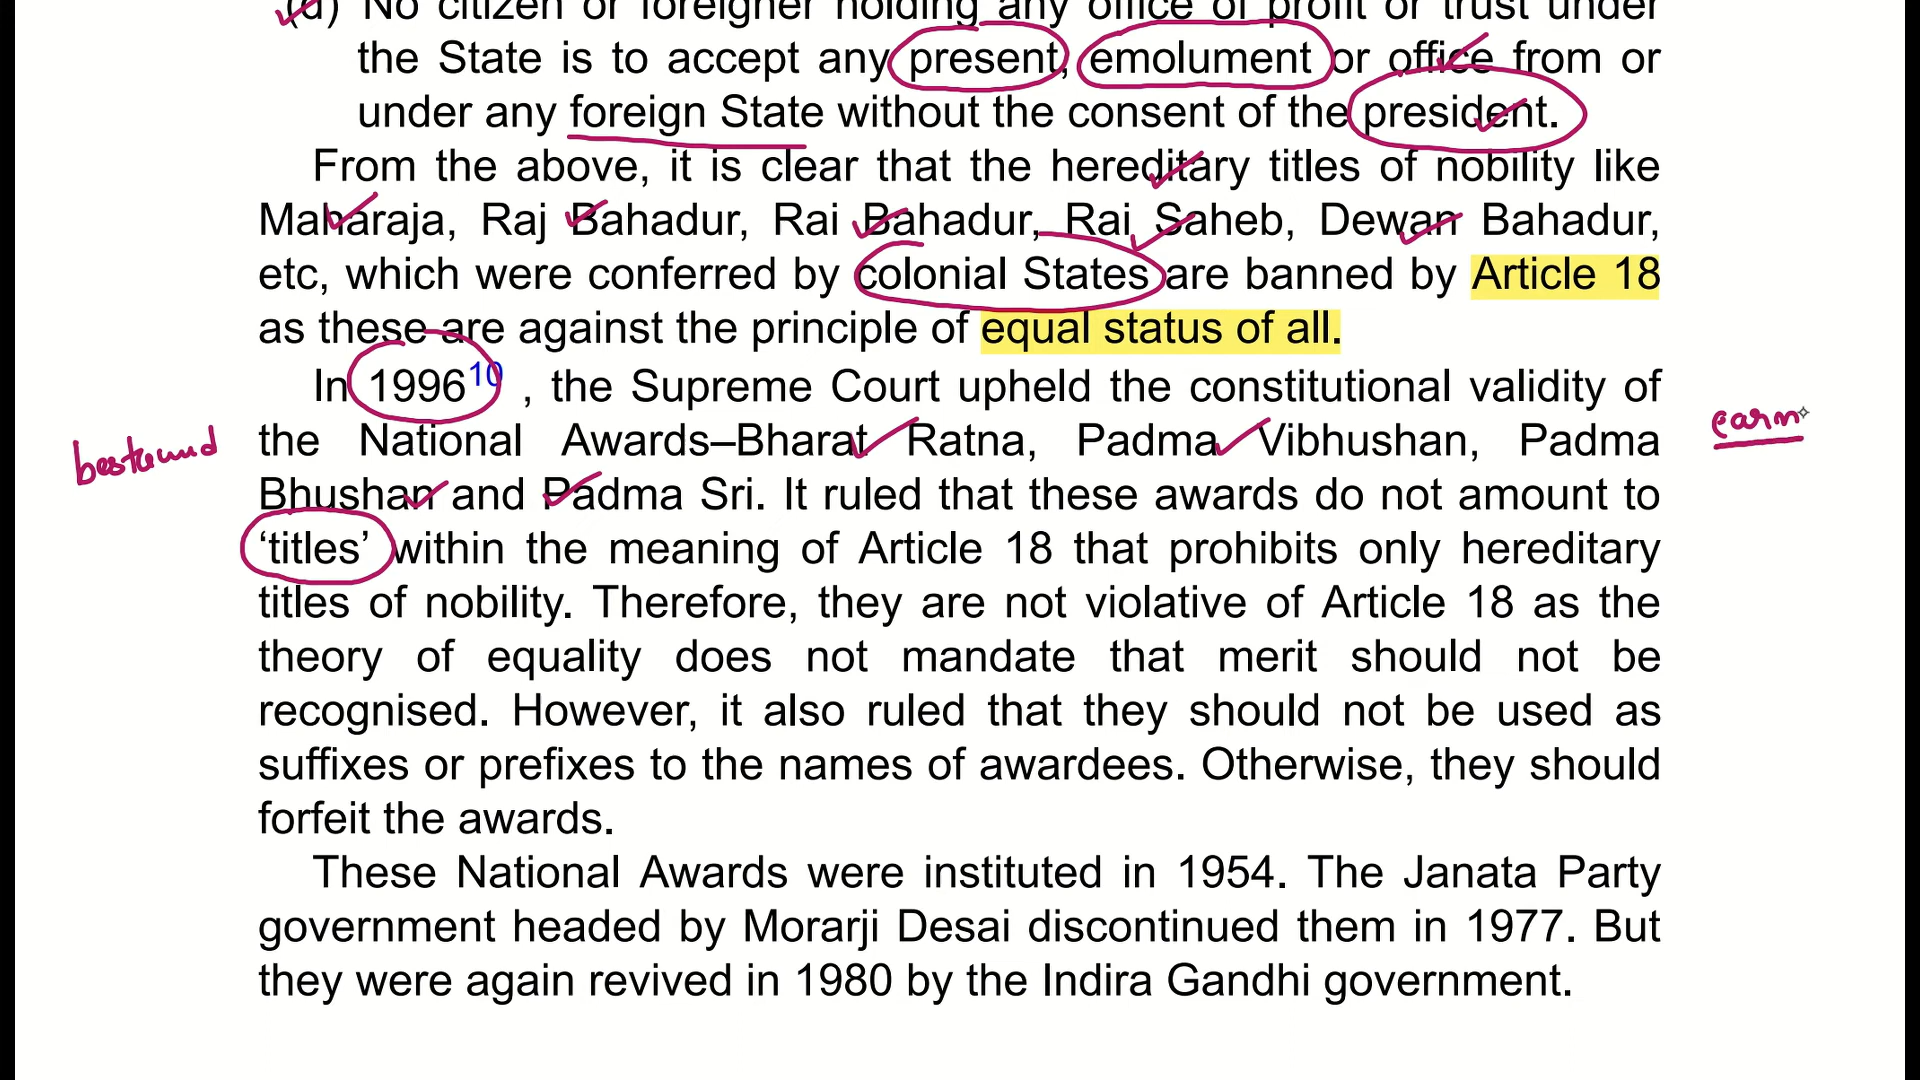 (d) No citizen or foreigner holding any office of profit or trust under
the State is to accept any present, emolument or office from or
under any foreign State without the consent of the president.
From the above, it is clear that the hereditary titles of nobility like
Maharaja, Raj Bahadur, Rai Bahadur, Rai Saheb, Dewan Bahadur,
etc, which were conferred by colonial States are banned by Article 18
as these are against the principle of equal status of all.
In 1996¹⁰ , the Supreme Court upheld the constitutional validity of
earn
the National Awards–Bharat Ratna, Padma Vibhushan, Padma
Bhushan and Padma Sri. It ruled that these awards do not amount to
‘titles’ within the meaning of Article 18 that prohibits only hereditary
titles of nobility. Therefore, they are not violative of Article 18 as the
theory of equality does not mandate that merit should not be
recognised. However, it also ruled that they should not be used as
suffixes or prefixes to the names of awardees. Otherwise, they should
forfeit the awards.
These National Awards were instituted in 1954. The Janata Party
government headed by Morarji Desai discontinued them in 1977. But
they were again revived in 1980 by the Indira Gandhi government.